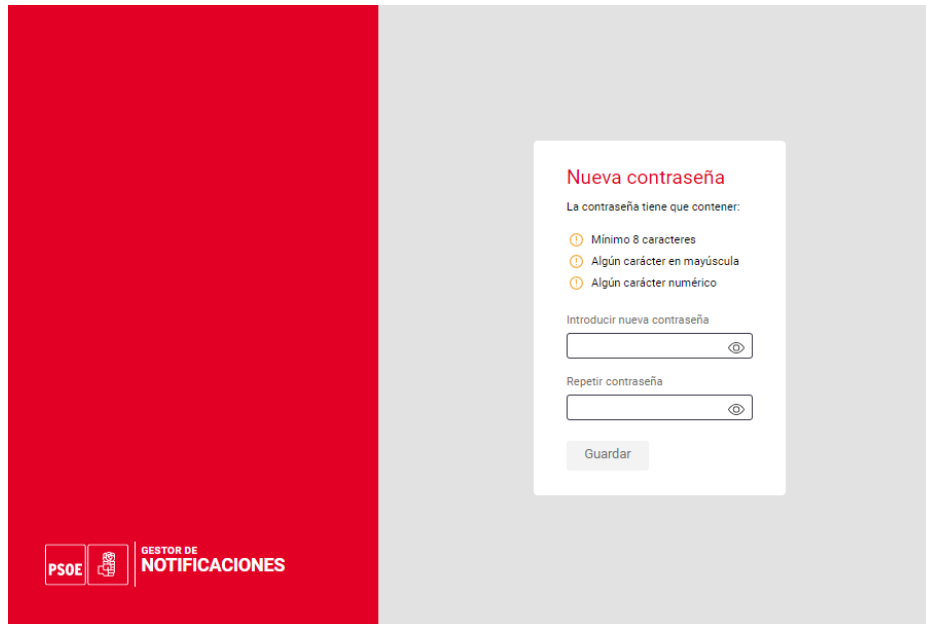 Nueva contraseña
La contraseña tiene que contener:
Mínimo 8 caracteres
Algún carácter en mayúscula
Algún carácter numérico
Introducir nueva contraseña
Repetir contraseña
Guardar
PSOE
GESTOR DE
NOTIFICACIONES